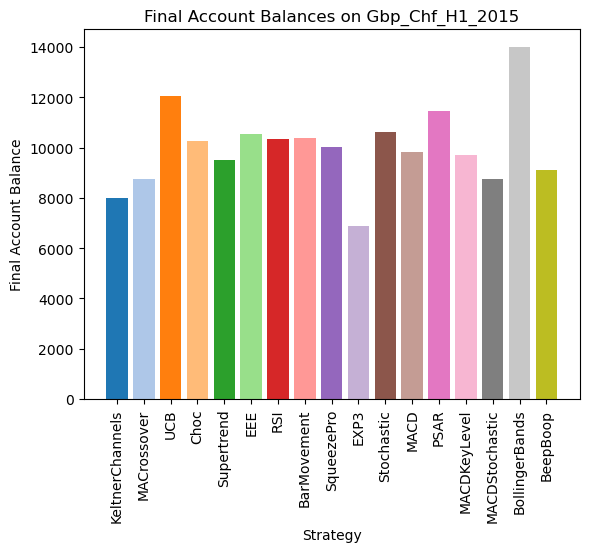 Final Account Balances on Gbp_Chf_H1_2015
14000
12000
10000
8000
6000
4000
2000
0
Final Account Balance
KeltnerChannels
MACrossover
UCB
Choc
Supertrend
EEE
RSI
BarMovement
SqueezePro
EXP3
Stochastic
MACD
PSAR
MACDKeyLevel
MACDStochastic
BollingerBands
BeepBoop
Strategy